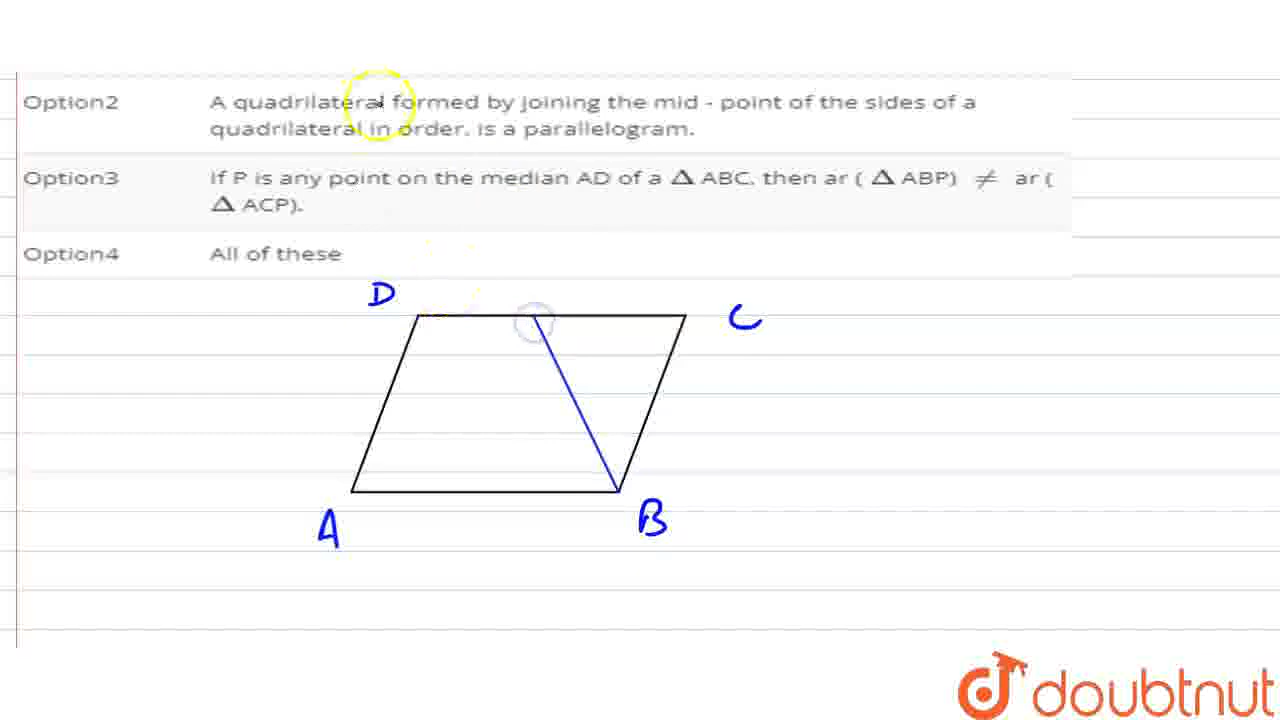 Option2 A quadrilateral formed by joining the mid - point of the sides of a
quadrilateral in order, is a parallelogram.
Option3 If P is any point on the median AD of a Δ ABC, then ar ( Δ ABP) ≠ ar (
Δ ACP).
Option4 All of these
D
C
A
B
doubtnut